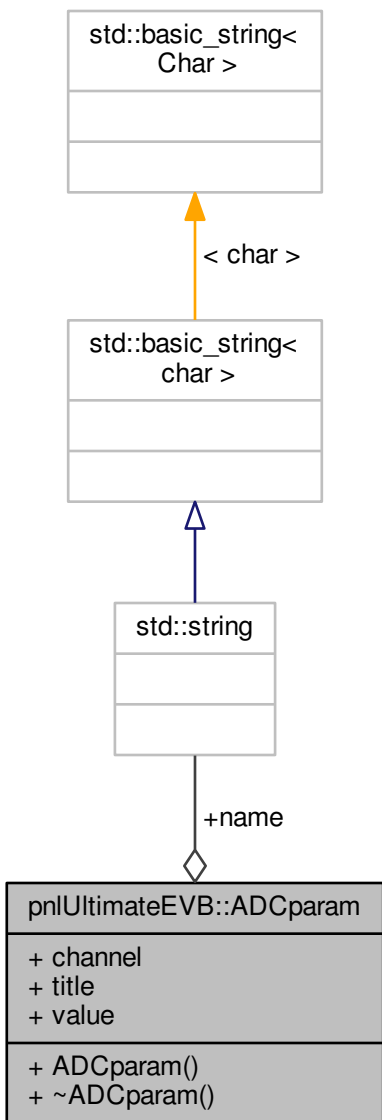 std::basic_string<
Char >
< char >
std::basic_string<
char >
std::string
+name
pnlUltimateEVB::ADCparam
+ channel
+ title
+ value
+ ADCparam()
+ ~ADCparam()